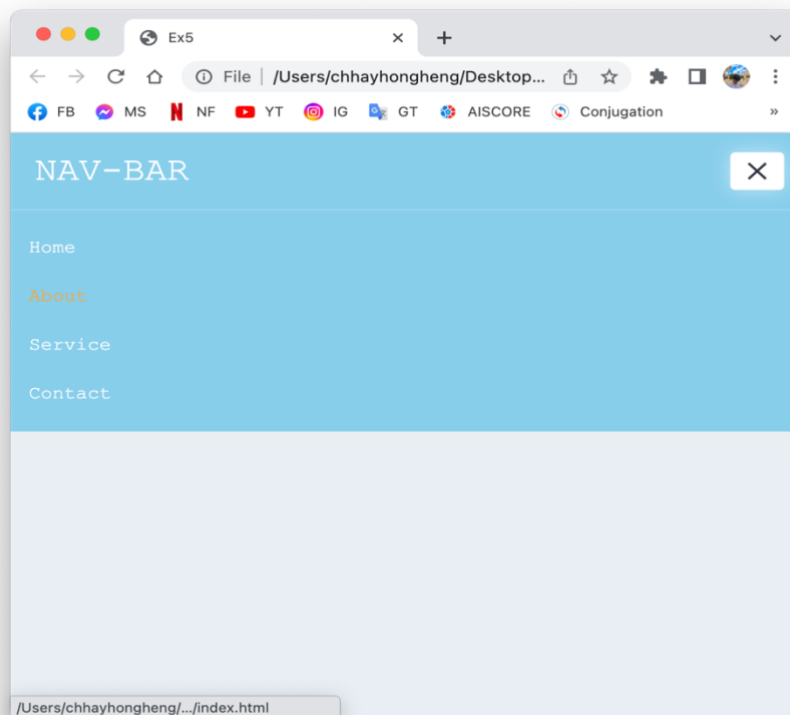 Ex5
File | /Users/chhayhongheng/Desktop...
FB MS NF YT IG GT AISCORE Conjugation »
NAV-BAR
Home
About
Service
Contact
/Users/chhayhongheng/.../index.html